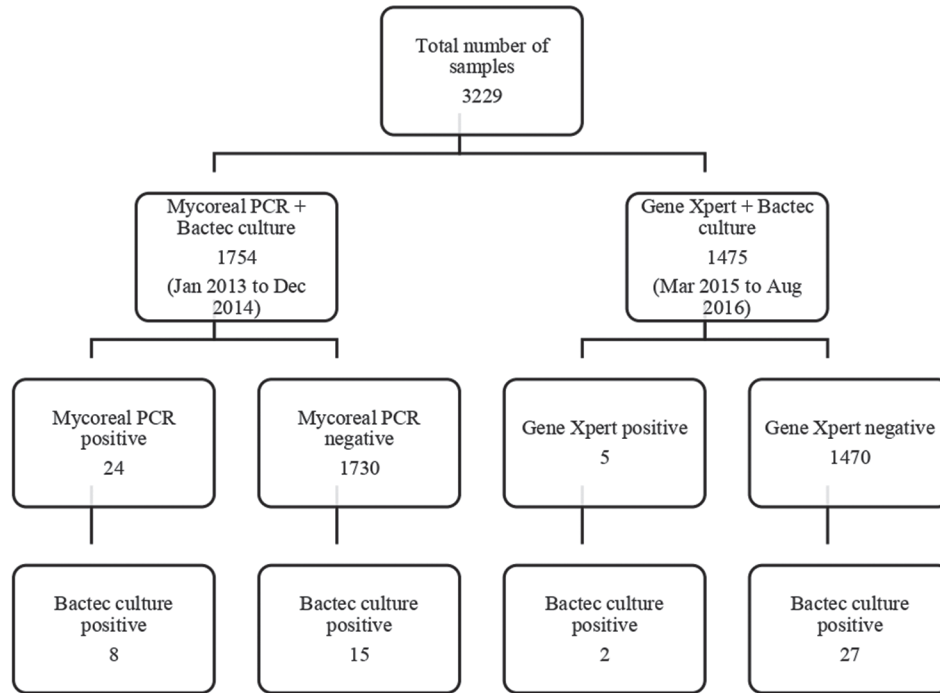 Total number of
samples
3229
Mycoreal PCR +
Bactec culture
1754
(Jan 2013 to Dec
2014)
Gene Xpert + Bactec
culture
1475
(Mar 2015 to Aug
2016)
Mycoreal PCR
positive
24
Mycoreal PCR
negative
1730
Gene Xpert positive
5
Gene Xpert negative
1470
Bactec culture
positive
8
Bactec culture
positive
15
Bactec culture
positive
2
Bactec culture
positive
27